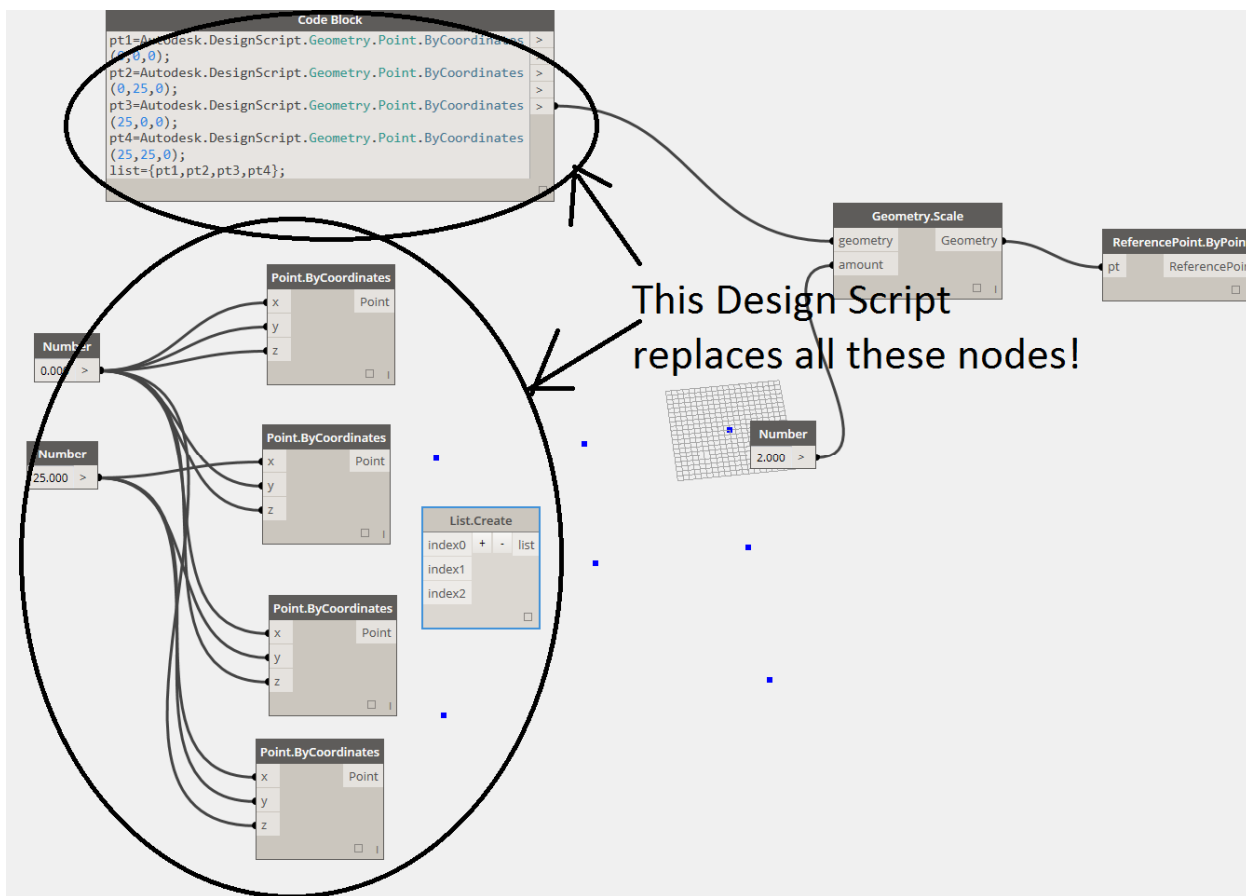 Code Block
pt1=Autodesk.DesignScript.Geometry.Point.ByCoordinates >
(0,0,0);
pt2=Autodesk.DesignScript.Geometry.Point.ByCoordinates >
(0,25,0); >
pt3=Autodesk.DesignScript.Geometry.Point.ByCoordinates >
(25,0,0);
pt4=Autodesk.DesignScript.Geometry.Point.ByCoordinates
(25,25,0);
list={pt1,pt2,pt3,pt4};
Geometry.Scale
geometry Geometry
amount
ReferencePoint.ByPoin
pt ReferencePoin
This Design Script
replaces all these nodes!
Number
2.000 >
Point.ByCoordinates
x Point
y
z
Number
0.000 >
Number
25.000 >
Point.ByCoordinates
x Point
y
z
List.Create
index0 + - list
index1
index2
Point.ByCoordinates
x Point
y
z
Point.ByCoordinates
x Point
y
z